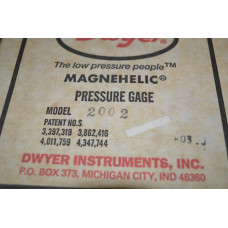 Dwyer
The low pressure people™
MAGNEHELIC®
PRESSURE GAGE
MODEL 2002
PATENT NO.S
3,397,319 3,862,416
4,011,759 4,347,744
DWYER INSTRUMENTS, INC.
P.O. BOX 373, MICHIGAN CITY, IND 46360